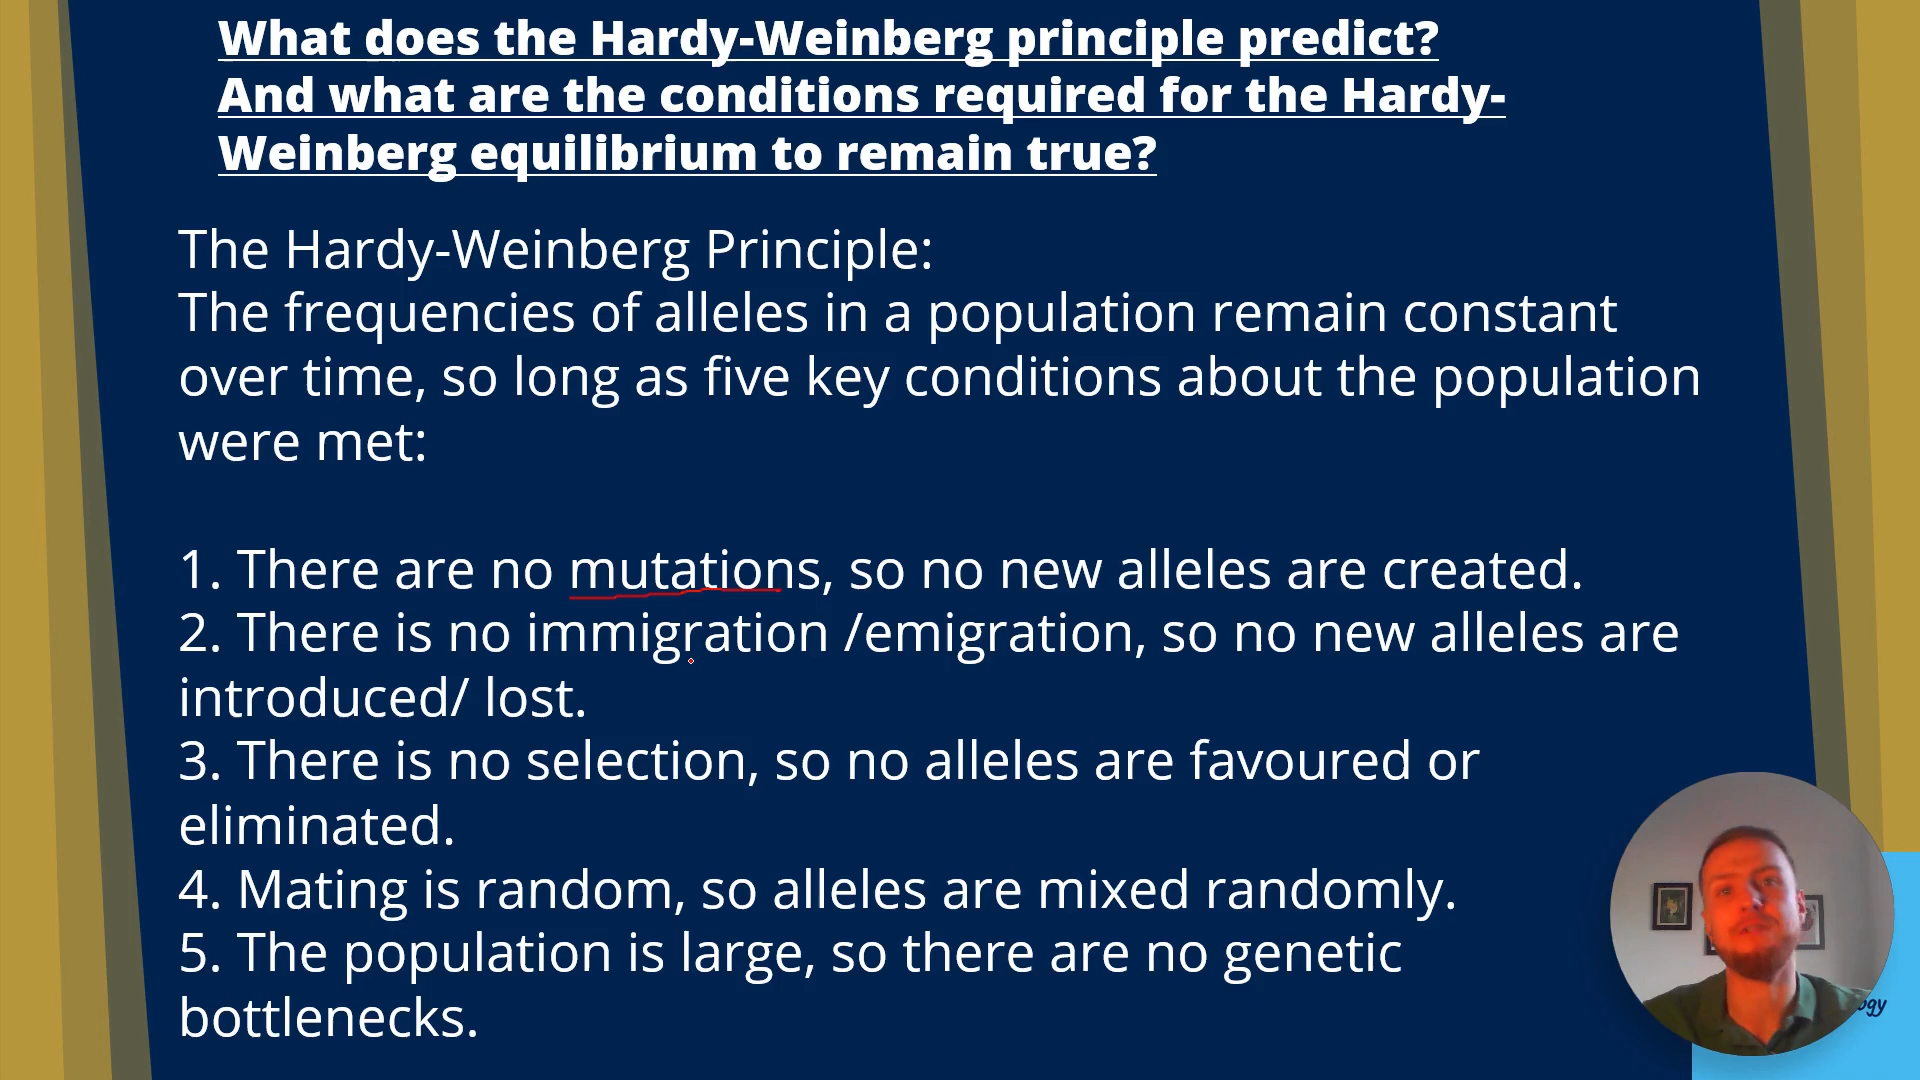 What does the Hardy-Weinberg principle predict?
And what are the conditions required for the Hardy-
Weinberg equilibrium to remain true?
The Hardy-Weinberg Principle:
The frequencies of alleles in a population remain constant
over time, so long as five key conditions about the population
were met:
1. There are no mutations, so no new alleles are created.
2. There is no immigration /emigration, so no new alleles are
introduced/ lost.
3. There is no selection, so no alleles are favoured or
eliminated.
4. Mating is random, so alleles are mixed randomly.
5. The population is large, so there are no genetic
bottlenecks.